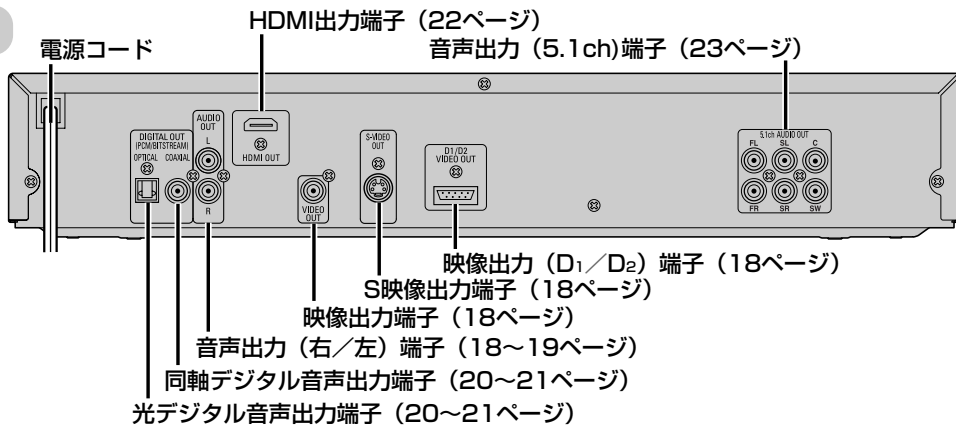 HDMI出力端子（22ページ）
電源コード
音声出力（5.1ch)端子（23ページ）
AUDIO
OUT
L
R
DIGITAL OUT
(PCM/BITSTREAM)
OPTICAL COAXIAL
HDMI OUT
VIDEO
OUT
S-VIDEO
OUT
D1/D2
VIDEO OUT
5.1ch AUDIO OUT
FL SL C
FR SR SW
映像出力（D1／D2）端子（18ページ）
S映像出力端子（18ページ）
映像出力端子（18ページ）
音声出力（右／左）端子（18〜19ページ）
同軸デジタル音声出力端子（20〜21ページ）
光デジタル音声出力端子（20〜21ページ）